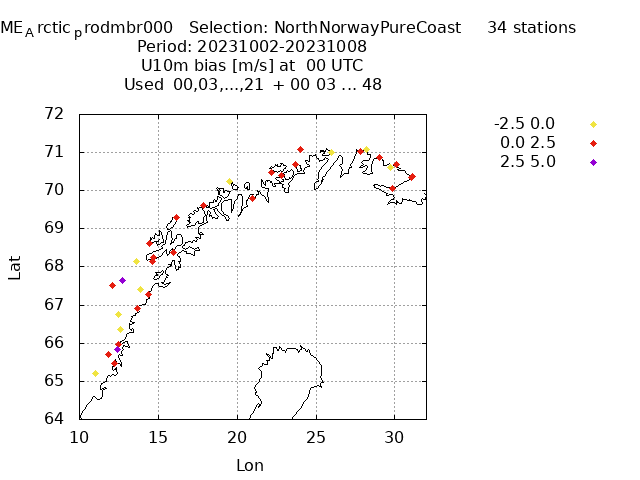 ME_Arctic_prodmbr000 Selection: NorthNorwayPureCoast 34 stations
Period: 20231002-20231008
U10m bias [m/s] at 00 UTC
Used 00,03,...,21 + 00 03 ... 48
-2.5 0.0
0.0 2.5
2.5 5.0
72
71
70
69
68
67
66
65
64
Lat
10 15 20 25 30
Lon